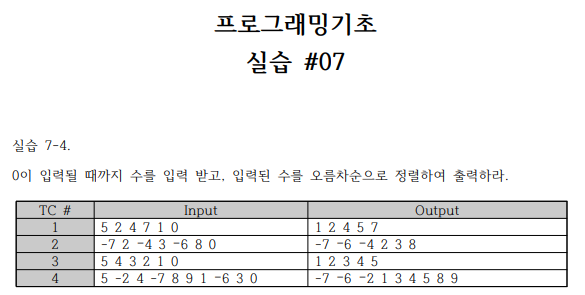 프로그래밍기초
실습 #07
실습 7-4.
0이 입력될 때까지 수를 입력 받고, 입력된 수를 오름차순으로 정렬하여 출력하라.
TC # Input Output
1 5 2 4 7 1 0 1 2 4 5 7
2 -7 2 -4 3 -6 8 0 -7 -6 -4 2 3 8
3 5 4 3 2 1 0 1 2 3 4 5
4 5 -2 4 -7 8 9 1 -6 3 0 -7 -6 -2 1 3 4 5 8 9